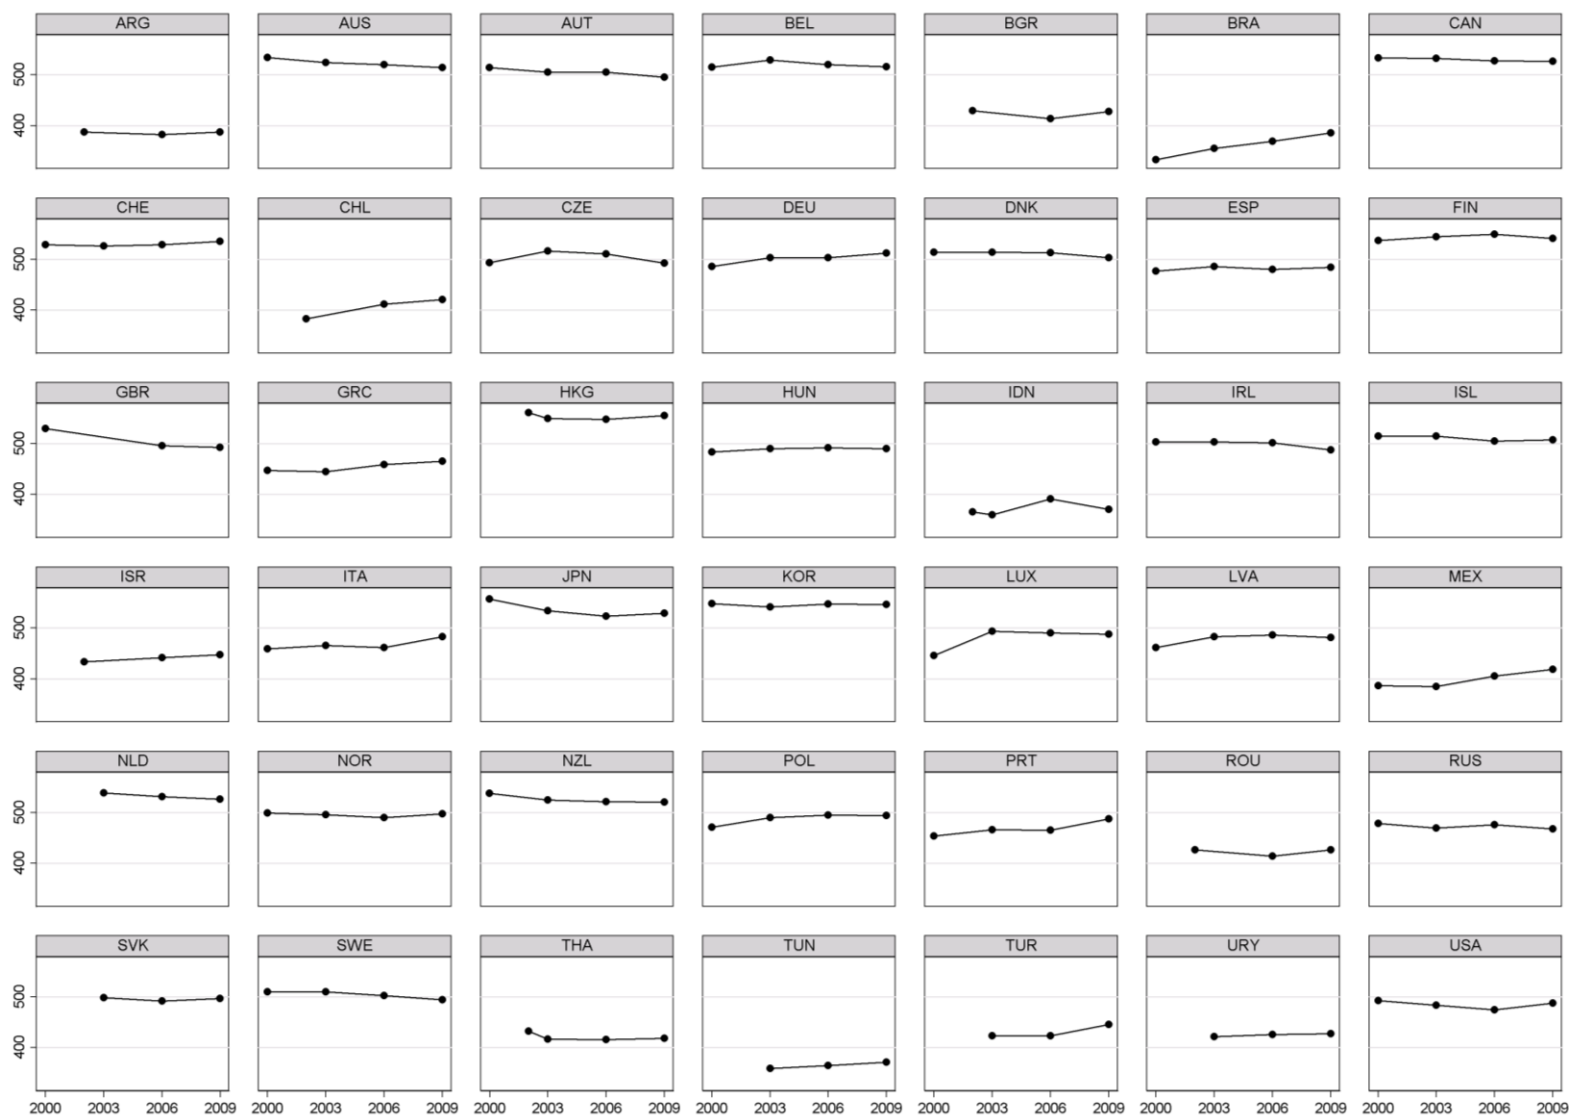 ARG AUS AUT BEL BGR BRA CAN
500
400
CHE CHL CZE DEU DNK ESP FIN
500
400
GBR GRC HKG HUN IDN IRL ISL
500
400
ISR ITA JPN KOR LUX LVA MEX
500
400
NLD NOR NZL POL PRT ROU RUS
500
400
SVK SWE THA TUN TUR URY USA
500
400
2000 2003 2006 2009 2000 2003 2006 2009 2000 2003 2006 2009 2000 2003 2006 2009 2000 2003 2006 2009 2000 2003 2006 2009 2000 2003 2006 2009